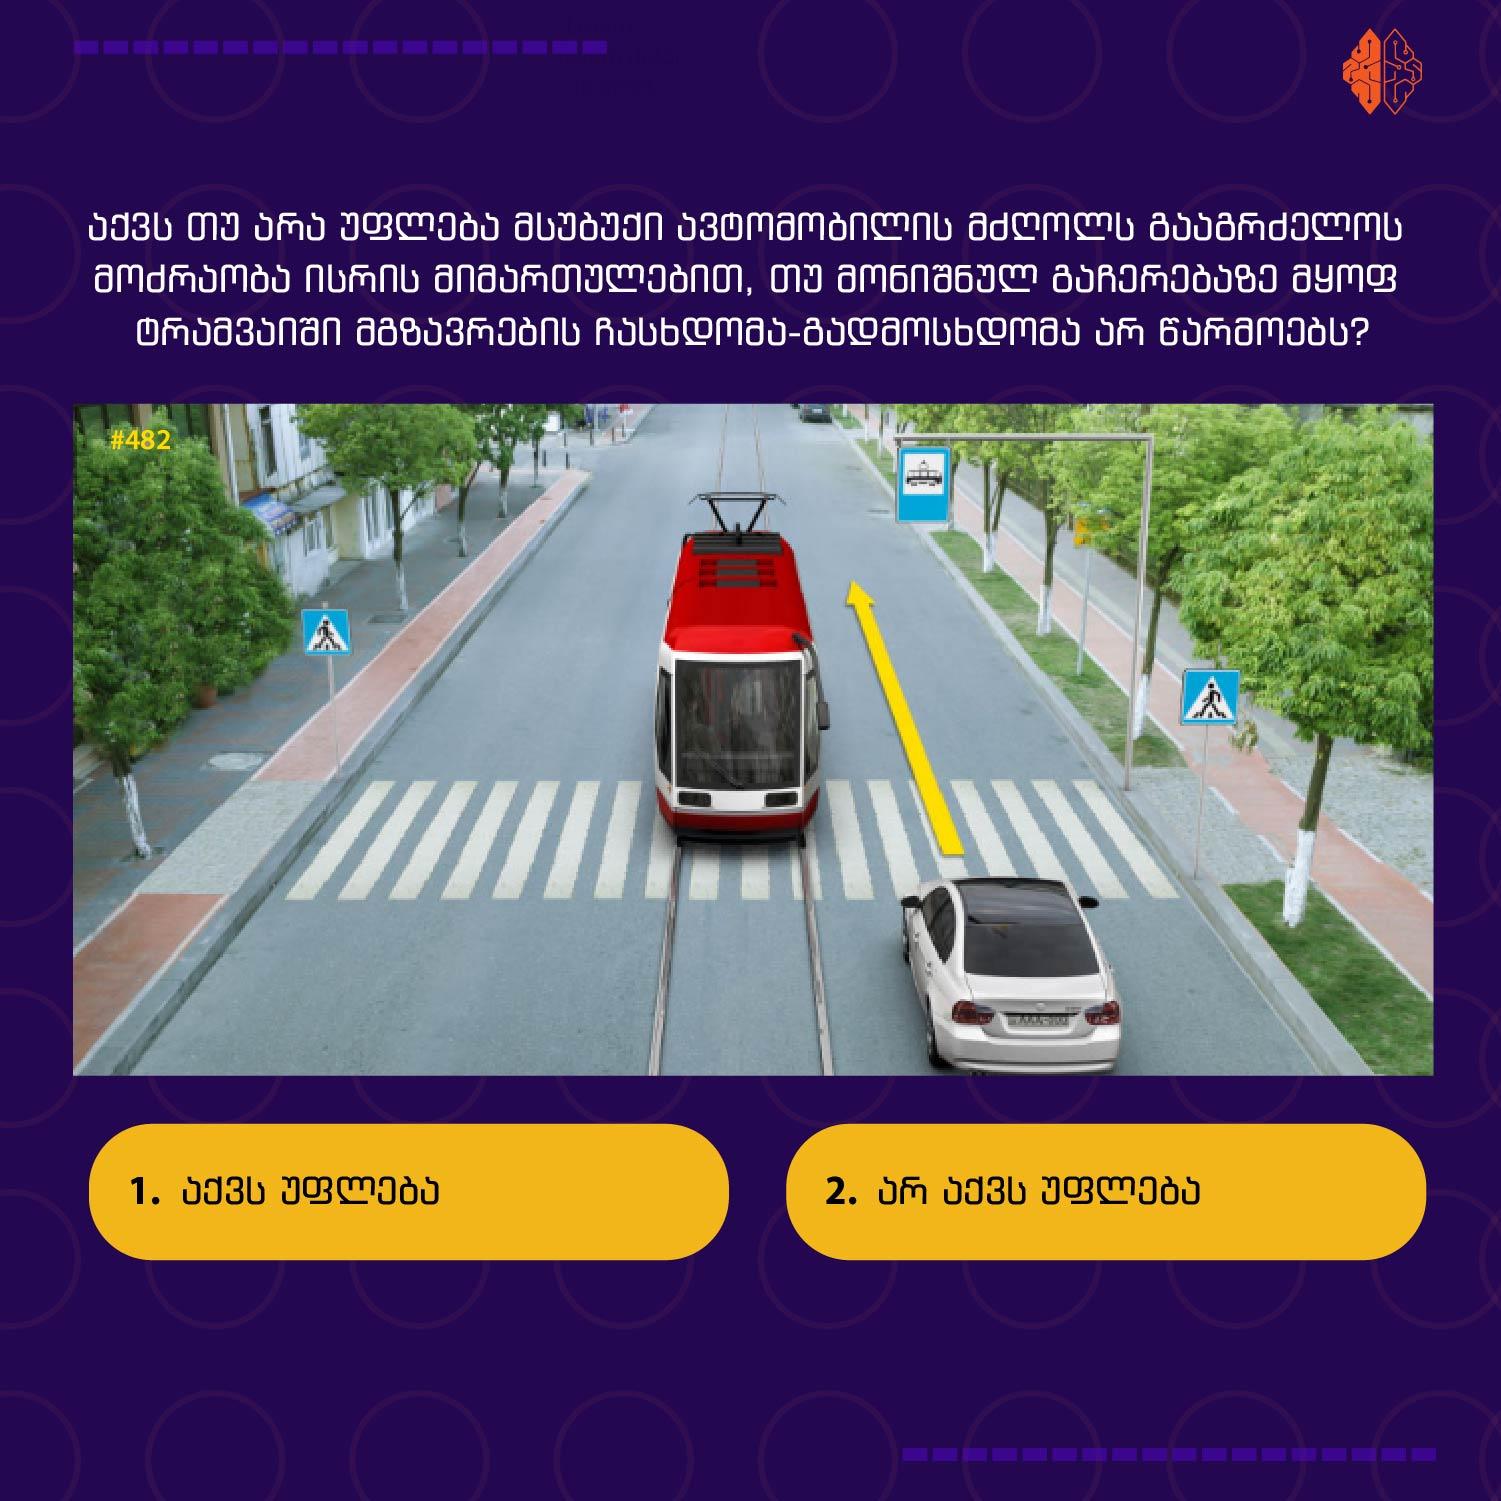 აქვს თუ არა უფლება მსუბუქი ავტომობილის მძღოლს გააგრძელოს
მოძრაობა ისრის მიმართულებით, თუ მონიშნულ გაჩერებაზე მყოფ
ტრამვაიში მგზავრების ჩასხდომა-გადმოსხდომა არ წარმოებს?
#482
1. აქვს უფლება
2. არ აქვს უფლება